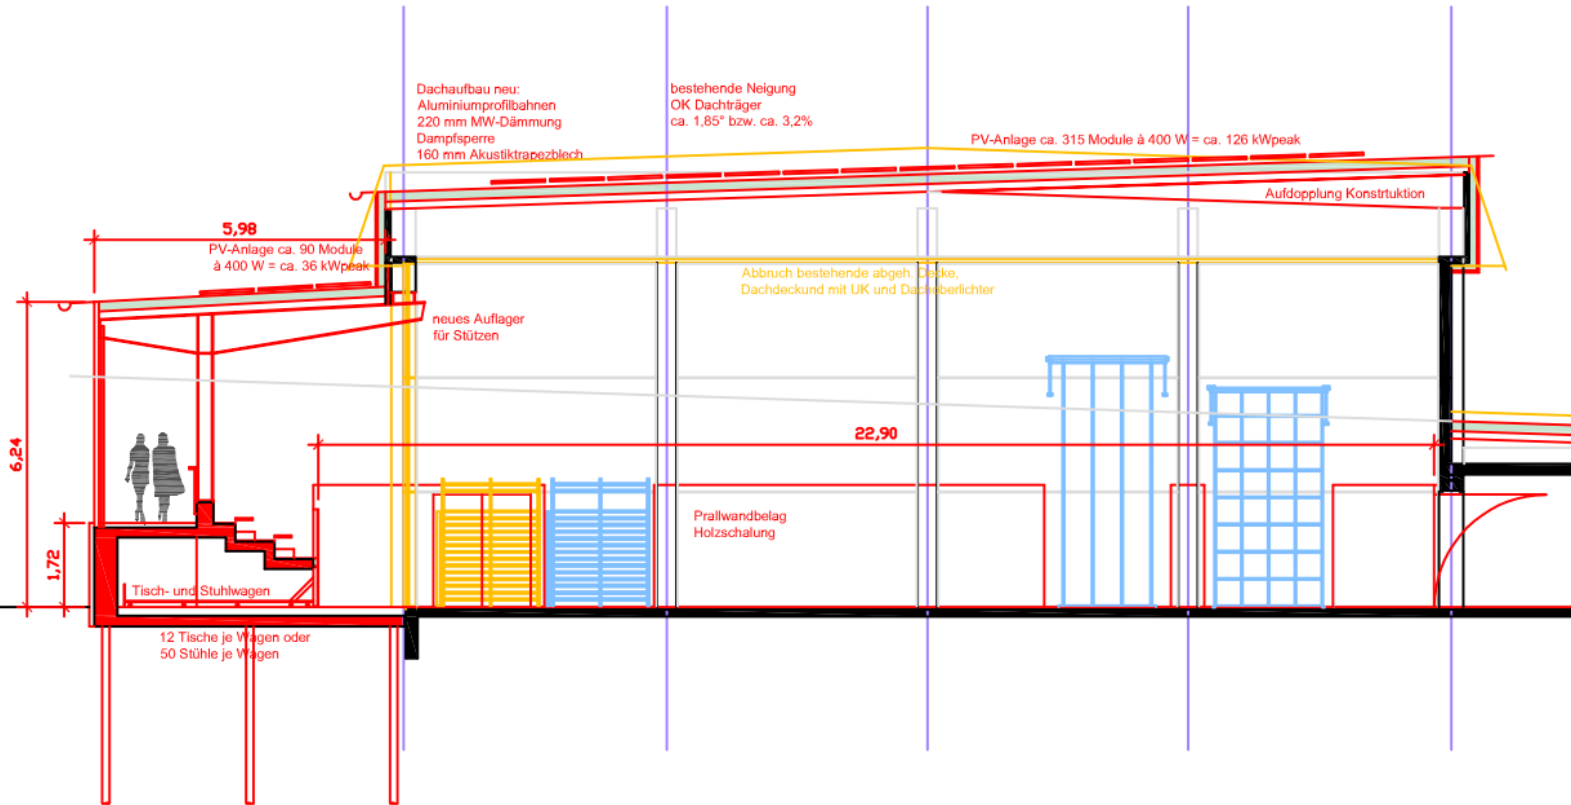 Dachaufbau neu:
Aluminiumprofilbahnen
220 mm MW-Dämmung
Dampfsperre
160 mm Akustiktrapezblech
bestehende Neigung
OK Dachträger
ca. 1,85° bzw. ca. 3,2%
PV-Anlage ca. 315 Module à 400 W = ca. 126 kWpeak
Aufdopplung Konstrtuktion
5,98
PV-Anlage ca. 90 Module
à 400 W = ca. 36 kWpeak
Abbruch bestehende abgeh. Decke,
Dachdeckund mit UK und Dachoberlichter
neues Auflager
für Stützen
22,90
6,24
Prallwandbelag
Holzschalung
1,72
Tisch- und Stuhlwagen
12 Tische je Wagen oder
50 Stühle je Wagen